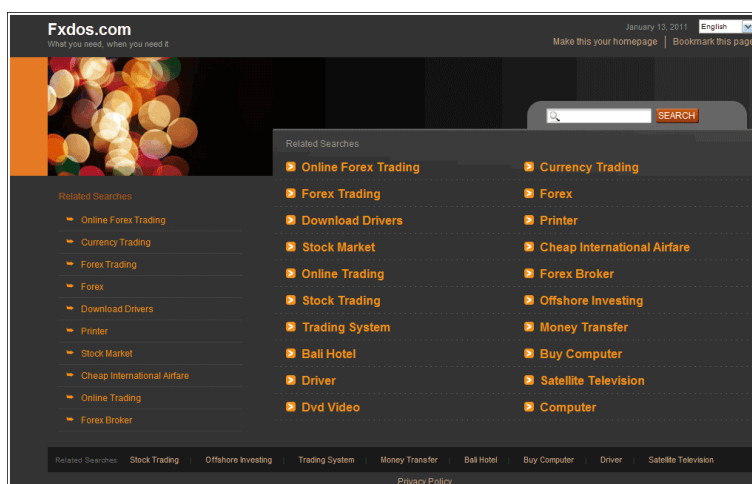 Fxdos.com
What you need, when you need it
January 13, 2011 English
Make this your homepage | Bookmark this page
SEARCH
Related Searches
Online Forex Trading
Currency Trading
Forex Trading
Forex
Download Drivers
Printer
Stock Market
Cheap International Airfare
Online Trading
Forex Broker
Related Searches
Online Forex Trading Currency Trading
Forex Trading Forex
Download Drivers Printer
Stock Market Cheap International Airfare
Online Trading Forex Broker
Stock Trading Offshore Investing
Trading System Money Transfer
Bali Hotel Buy Computer
Driver Satellite Television
Dvd Video Computer
Related Searches Stock Trading | Offshore Investing | Trading System | Money Transfer | Bali Hotel | Buy Computer | Driver | Satellite Television
Privacy Policy